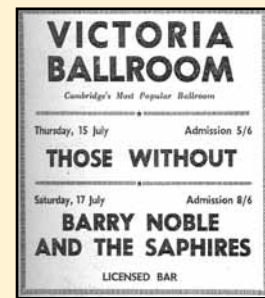 VICTORIA
BALLROOM
Cambridge's Most Popular Ballroom
Thursday, 15 July Admission 5/6
THOSE WITHOUT
Saturday, 17 July Admission 8/6
BARRY NOBLE
AND THE SAPHIRES
LICENSED BAR